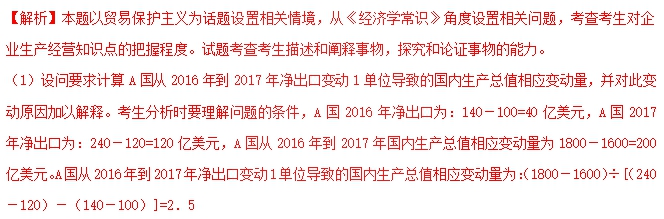 【解析】本题以贸易保护主义为话题设置相关情境，从《经济学常识》角度设置相关问题，考查考生对企
业生产经营知识点的把握程度。试题考查考生描述和阐释事物，探究和论证事物的能力。
（1）设问要求计算 A 国从 2016 年到 2017 年净出口变动 1 单位导致的国内生产总值相应变动量，并对此变
动原因加以解释。考生分析时要理解问题的条件，A 国 2016 年净出口为：140－100=40 亿美元，A 国 2017
年净出口为：240－120=120 亿美元，A 国从 2016 年到 2017 年国内生产总值相应变动量为 1800－1600=200
亿美元。A国从 2016 年到 2017 年净出口变动 1 单位导致的国内生产总值相应变动量为：（1800－1600）÷[（240
－120）－（140－100）]=2．5